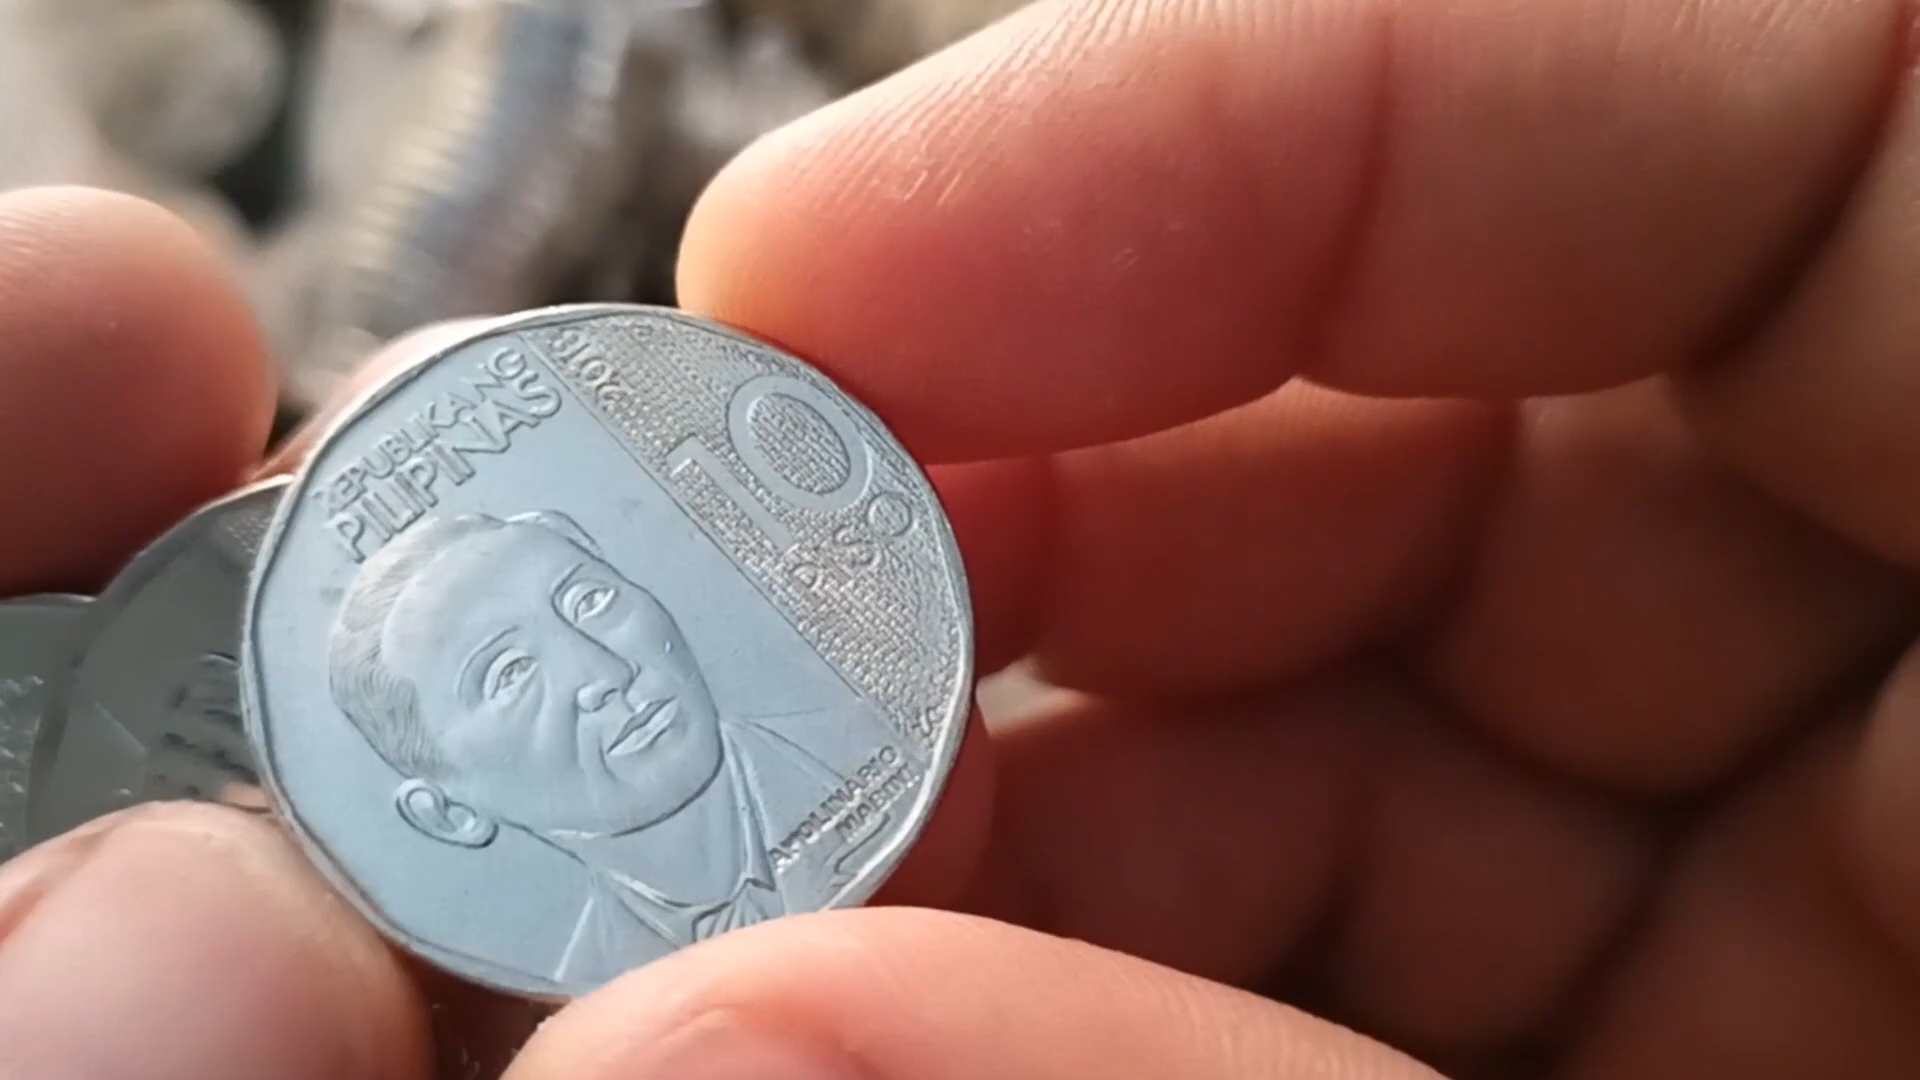 REPUBLIKA NG
PILIPINAS
2018
10
PISO
APOLINARIO
MABINI